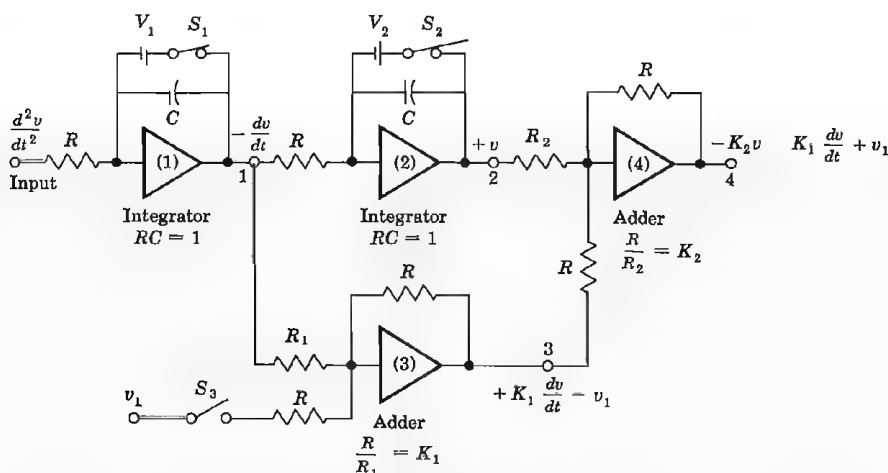 V₁ S₁
V₂ S₂
R
C
C
d²v/dt²
R
− dv/dt
R
+v
R₂
−K₂v K₁ dv/dt + v₁
(1)
(2)
(4)
Input
1
2
4
Integrator
Integrator
Adder
RC = 1
RC = 1
R/R₂ = K₂
R
R
R₁
(3)
3
v₁
S₃
R
+ K₁ dv/dt − v₁
Adder
R/R₁ = K₁